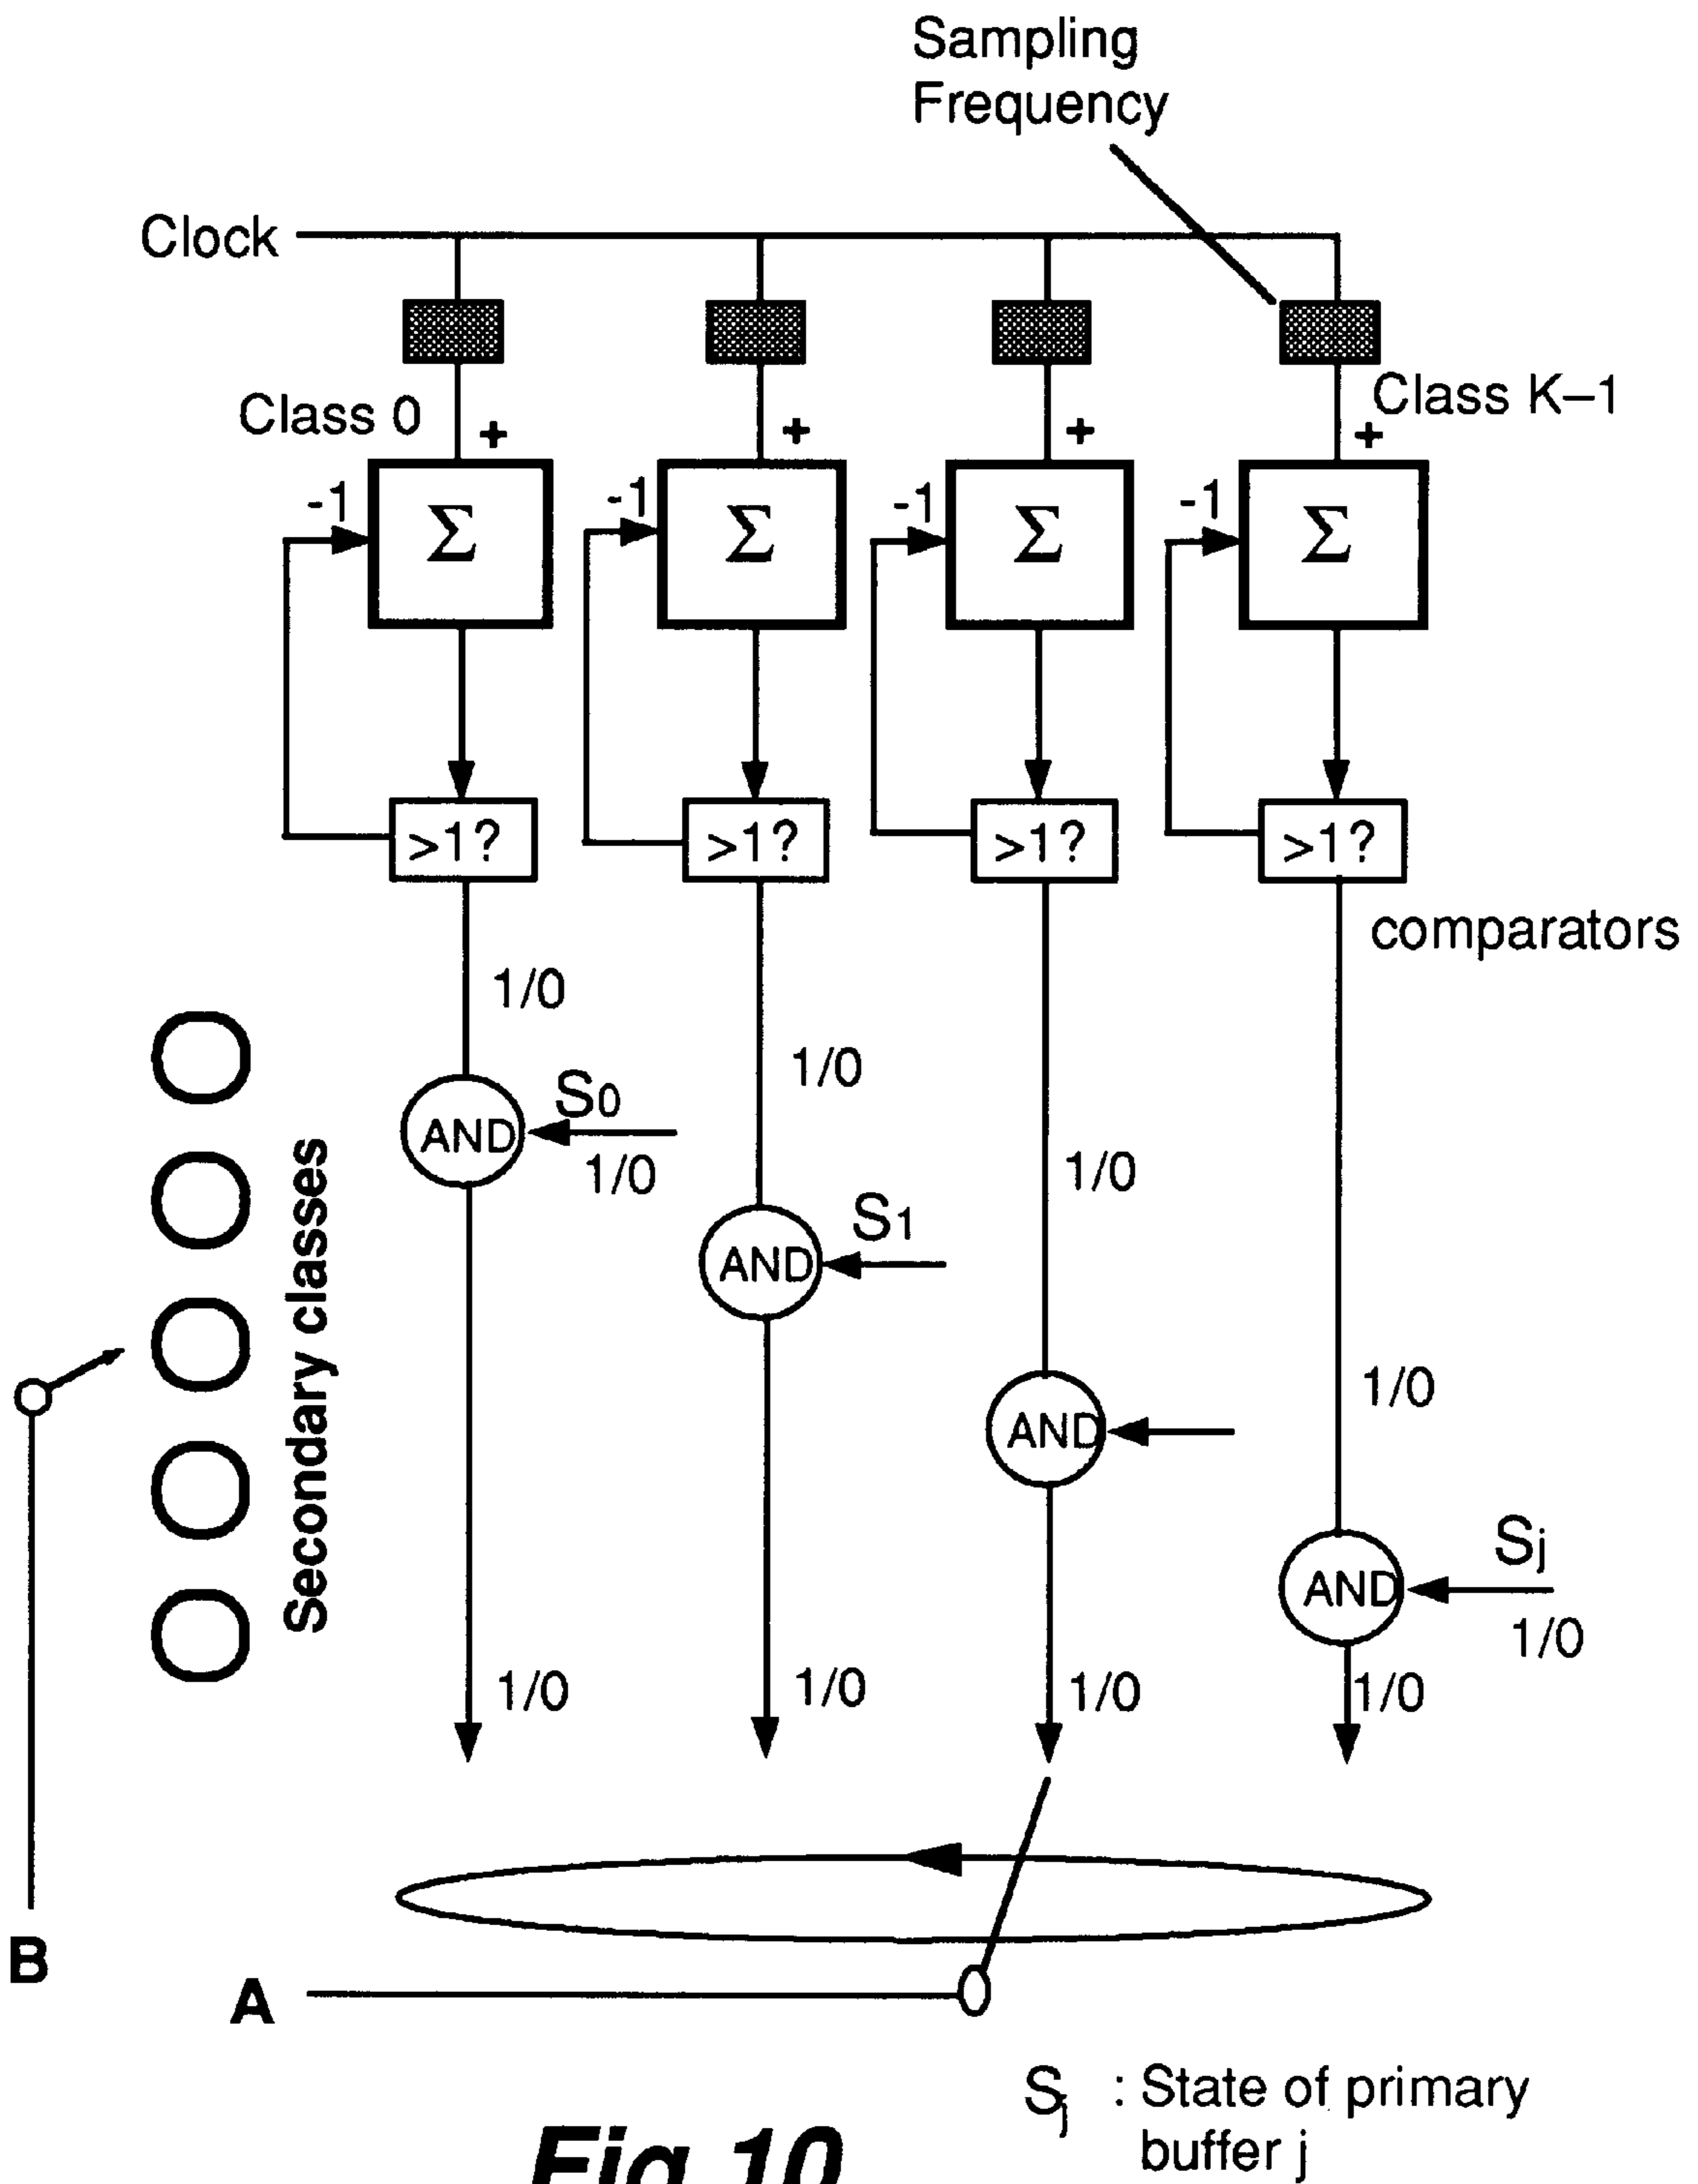 Sampling
Frequency
Clock
Class 0
Class K–1
+ + + +
-1 -1 -1 -1
Σ Σ Σ Σ
>1? >1? >1? >1?
comparators
1/0
1/0
S0
AND
1/0
1/0
S1
AND
1/0
AND
Sj
AND
1/0
1/0 1/0 1/0 1/0
Secondary classes
B
A
Sj : State of primary
buffer j
Fig 10